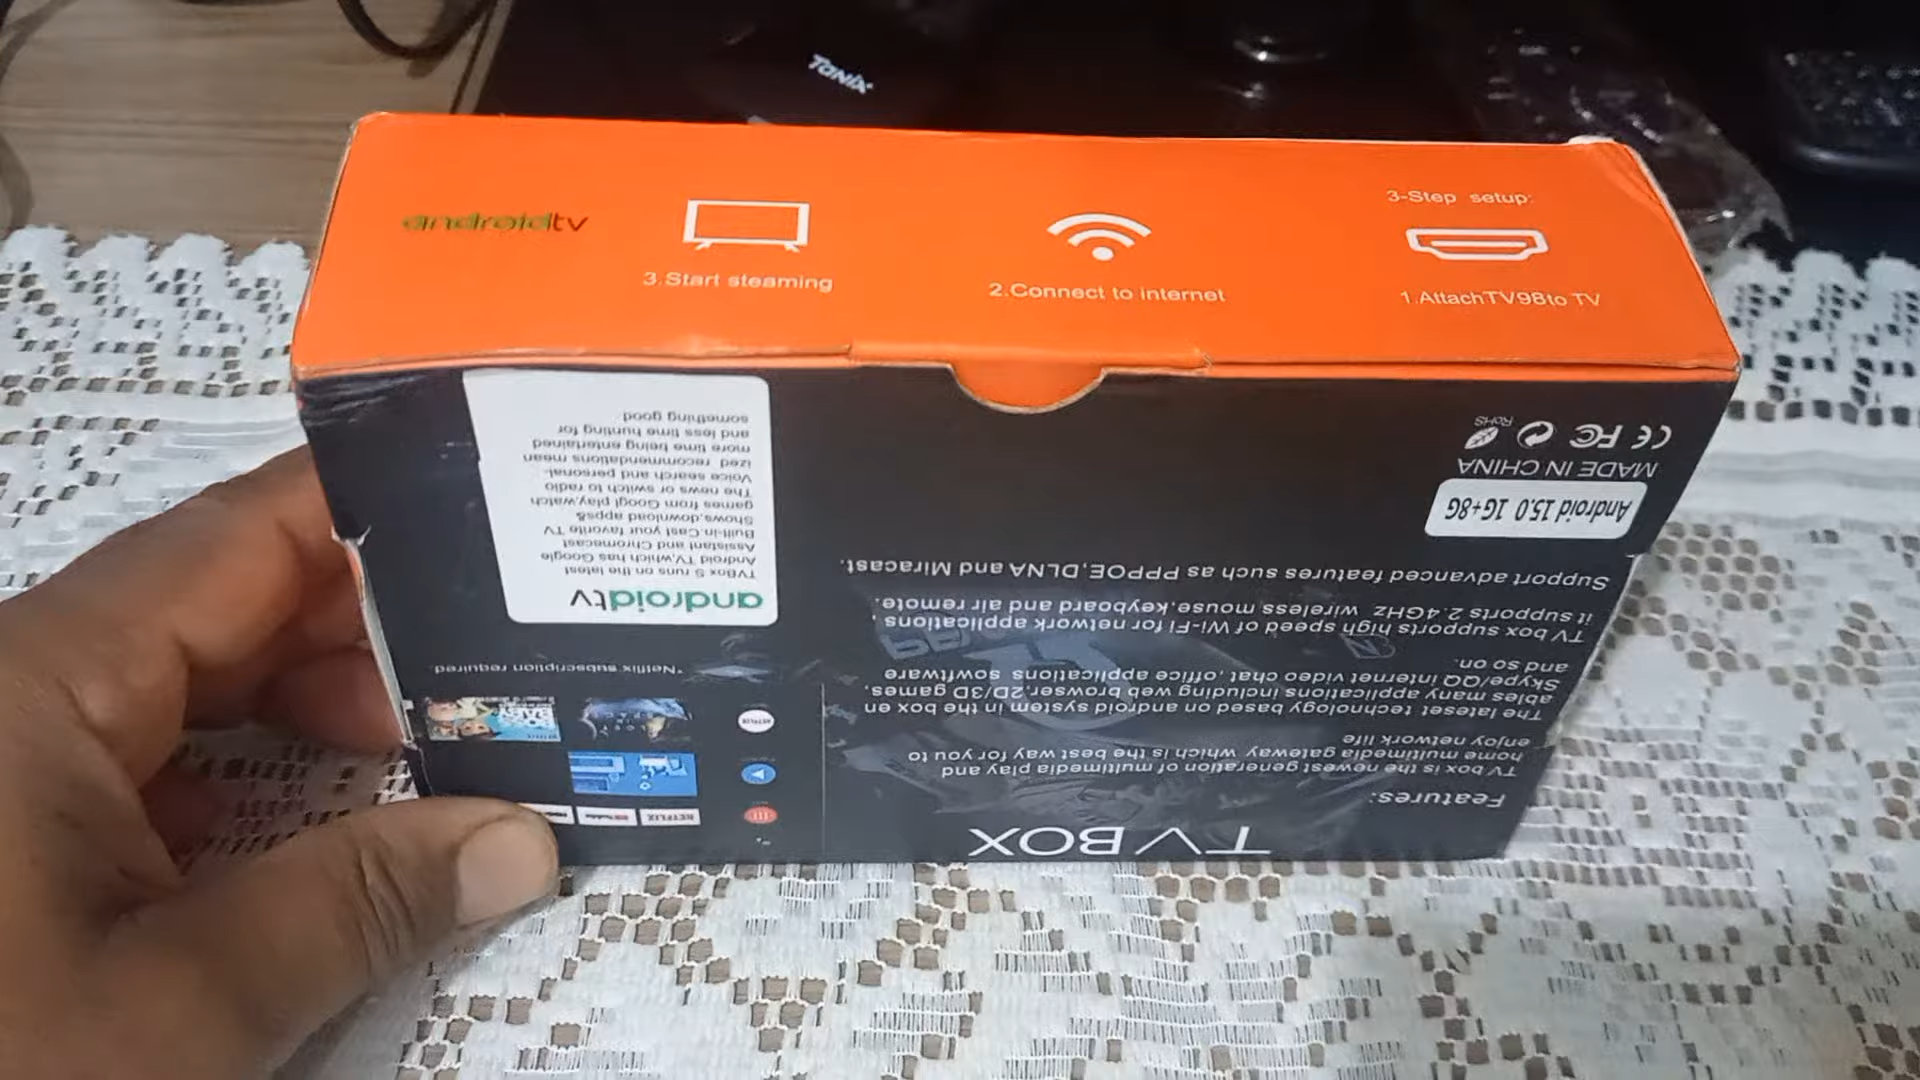 Tanix
3-Step setup:
androidtv
3.Start steaming
2.Connect to internet
1.AttachTV98to TV
TV BOX
Features:
TV box is the newest generation of multimedia play and
home multimedia gateway which is the best way for you to
enjoy network life
The lateset technology based on android system in the box en
ables many applications including web browser,2D/3D games,
Skype/QQ internet video chat,office applications sowftware
and so on.
TV box supports high speed of Wi-Fi for network applications,
it supports 2.4GHz wireless mouse,keyboard and air remote.
Support advanced features such as PPPOE,DLNA and Miracast.
Android 15.0 1G+8G
MADE IN CHINA
CE FC RoHS
NETFLIX
NETFLIX
*Netflix subscription required
androidtv
TVBox S runs on the latest
Android TV,which has Google
Assistant and Chromecast
Built-in.Cast your favorite TV
Shows,download apps&
games from Googl play,watch
The news or switch to radio
Voice search and personal-
ized recommendations mean
more time being entertained
and less time hunting for
something good